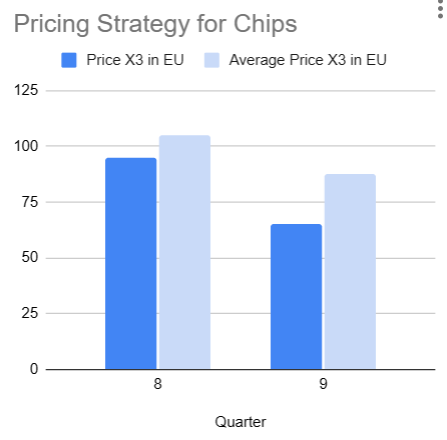 Pricing Strategy for Chips
Price X3 in EU
Average Price X3 in EU
125
100
75
50
25
0
8
9
Quarter